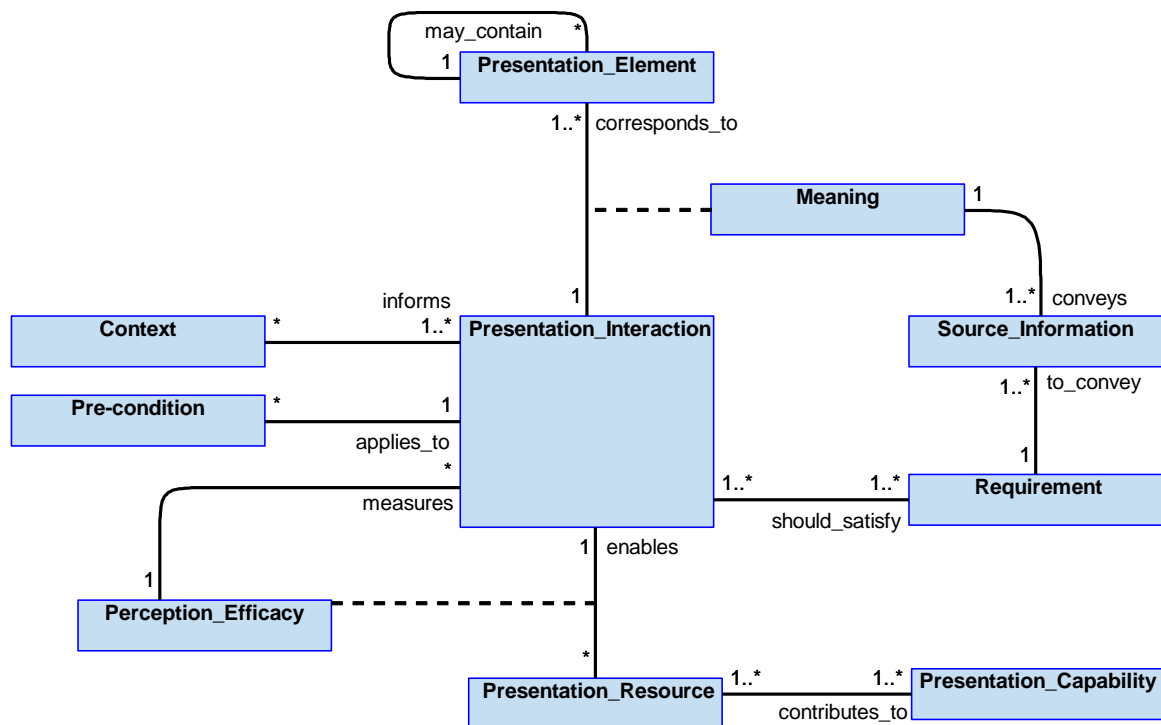 may_contain
*
1
Presentation_Element
1..*
corresponds_to
Meaning
1
informs
1
1..*
conveys
Context
*
1..*
Presentation_Interaction
Source_Information
1..*
to_convey
Pre-condition
*
1
applies_to
*
1
measures
1..*
1..*
Requirement
should_satisfy
1
enables
1
Perception_Efficacy
*
1..*
1..*
Presentation_Resource
Presentation_Capability
contributes_to